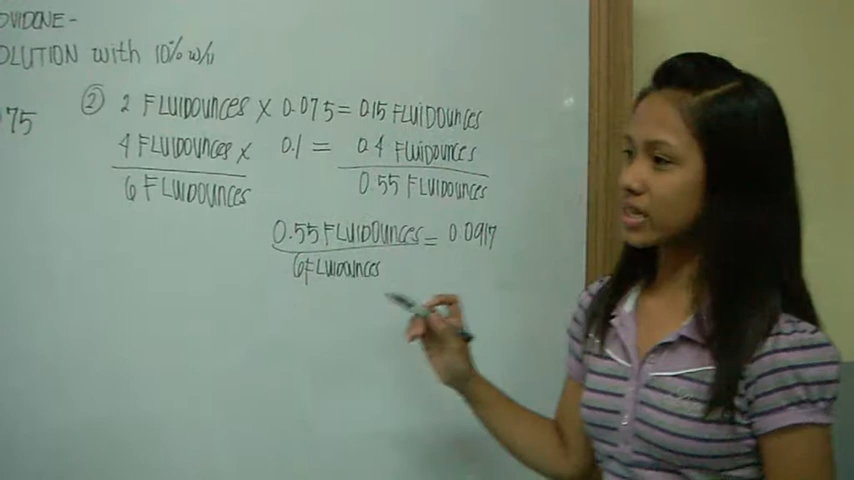 OVIDONE-
OLUTION with 10% w/v
② 2 FLUIDOUNCES X 0.075 = 0.15 FLUIDOUNCES
75
4 FLUIDOUNCES X 0.1 = 0.4 FLUIDOUNCES
6 FLUIDOUNCES 0.55 FLUIDOUNCES
0.55 FLUIDOUNCES = 0.0917
6 FLUIDOUNCES